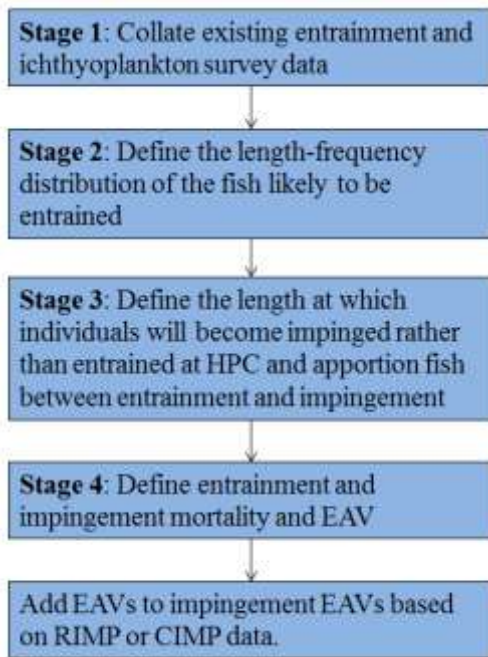 Stage 1: Collate existing entrainment and
ichthyoplankton survey data
Stage 2: Define the length-frequency
distribution of the fish likely to be
entrained
Stage 3: Define the length at which
individuals will become impinged rather
than entrained at HPC and apportion fish
between entrainment and impingement
Stage 4: Define entrainment and
impingement mortality and EAV
Add EAVs to impingement EAVs based
on RIMP or CIMP data.